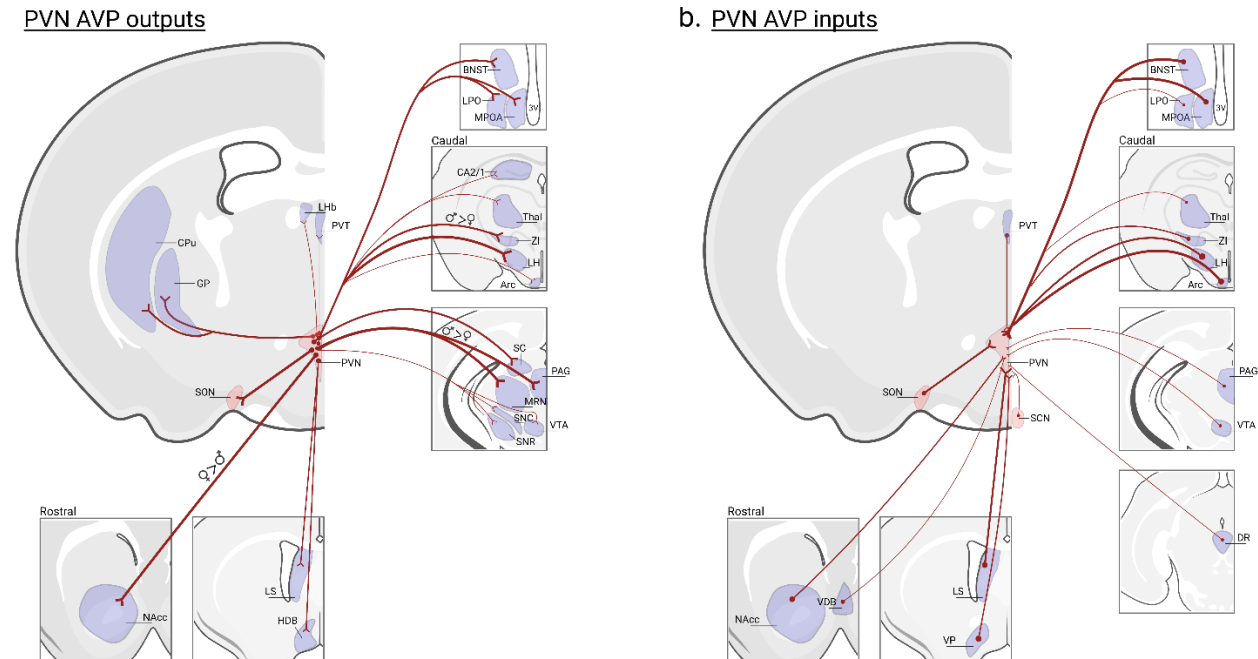 PVN AVP outputs
BNST
LPO
MPOA
3V
Caudal
CA2/1
Thal
♂>♀
ZI
LH
Arc
LHb
PVT
CPu
GP
♂>♀
SC
PAG
MRN
SNC
VTA
SNR
PVN
SON
♀>♂
Rostral
NAcc
LS
HDB
b. PVN AVP inputs
BNST
LPO
MPOA
3V
Caudal
Thal
ZI
LH
Arc
PVT
PVN
SON
SCN
PAG
VTA
DR
Rostral
NAcc
VDB
LS
VP